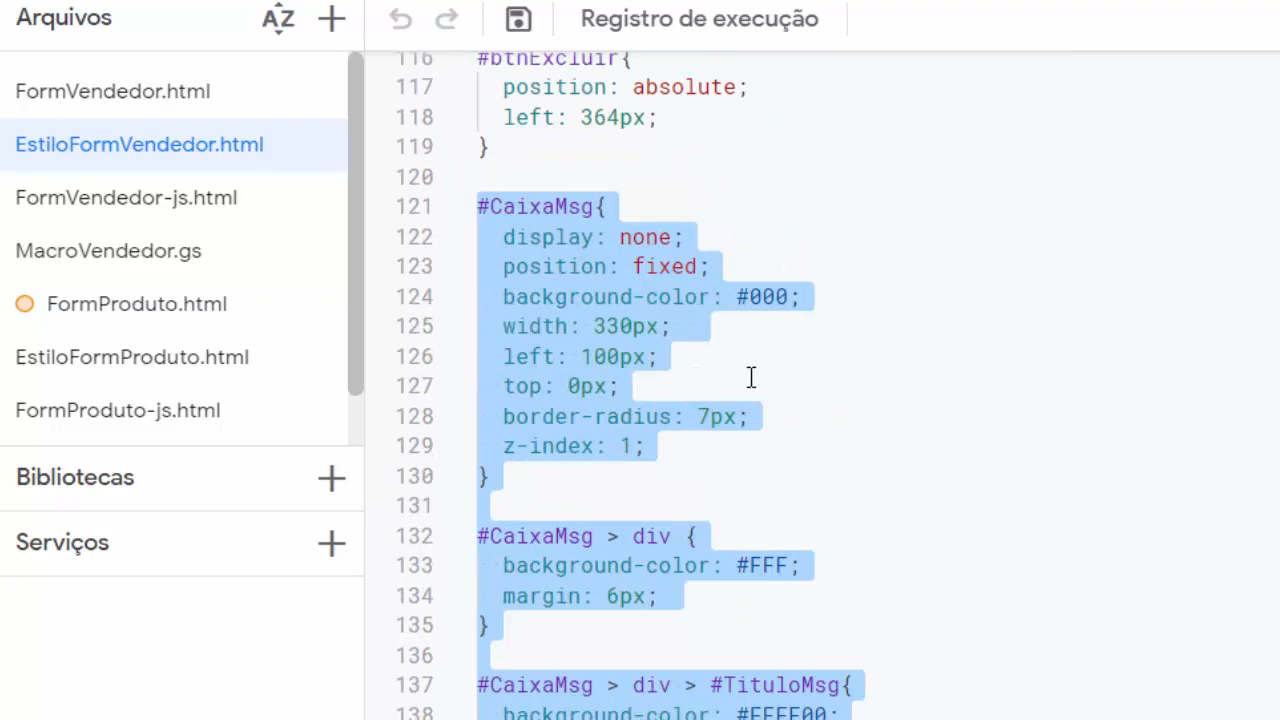 Arquivos
AZ
Registro de execução
FormVendedor.html
EstiloFormVendedor.html
FormVendedor-js.html
MacroVendedor.gs
FormProduto.html
EstiloFormProduto.html
FormProduto-js.html
Bibliotecas
Serviços
116 #btnExcluir{
117 position: absolute;
118 left: 364px;
119 }
120
121 #CaixaMsg{
122 display: none;
123 position: fixed;
124 background-color: #000;
125 width: 330px;
126 left: 100px;
127 top: 0px;
128 border-radius: 7px;
129 z-index: 1;
130 }
131
132 #CaixaMsg > div {
133 background-color: #FFF;
134 margin: 6px;
135 }
136
137 #CaixaMsg > div > #TituloMsg{
138 background-color: #FFFF00;